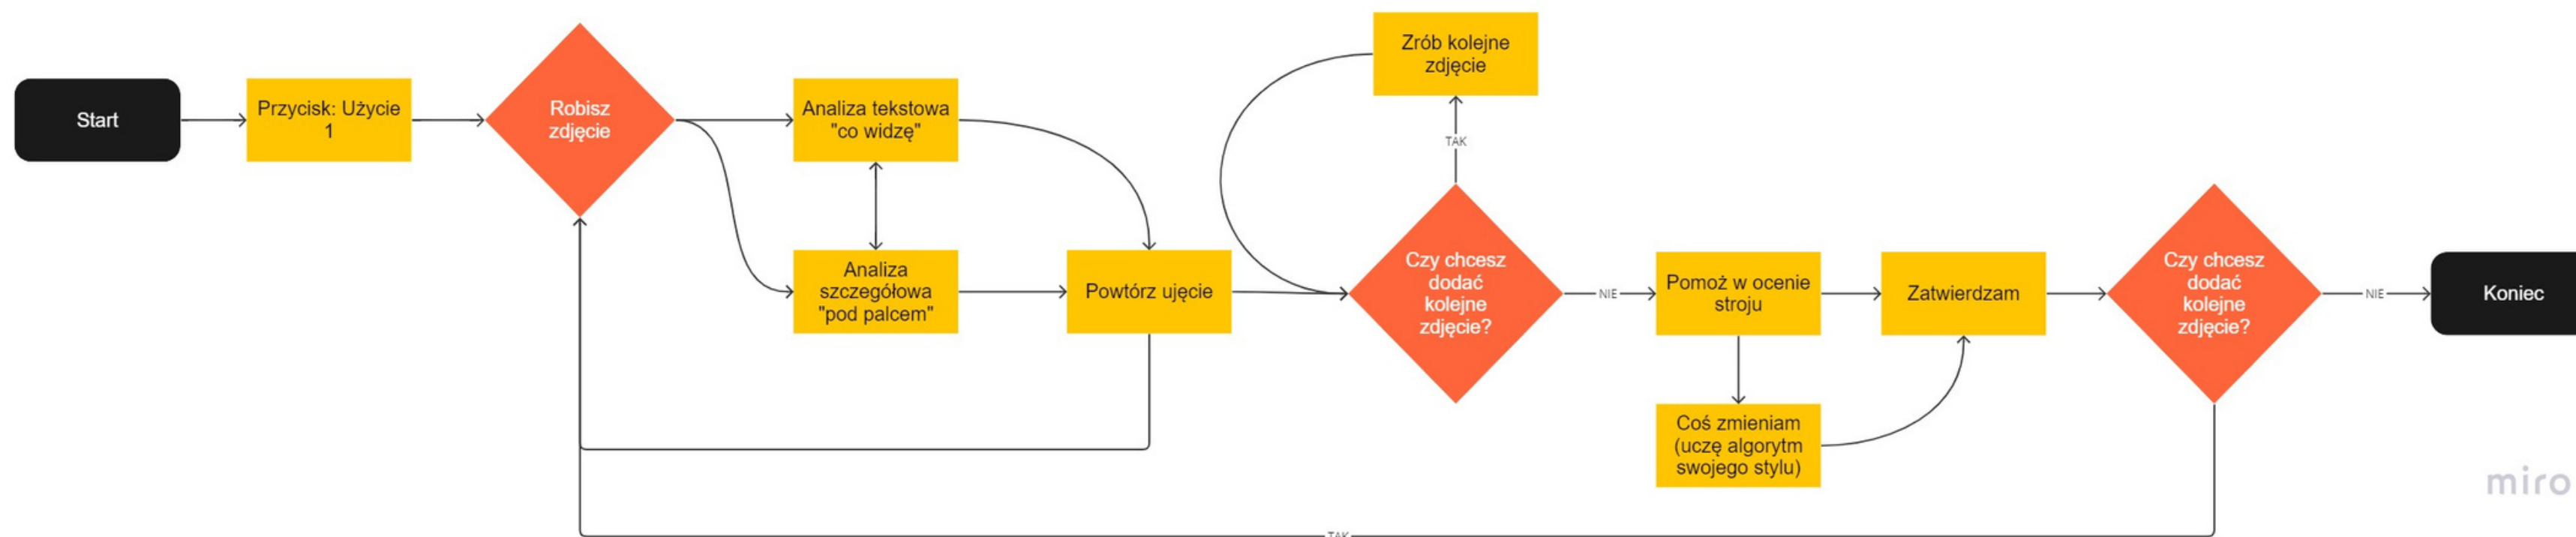 Start
Przycisk: Użycie
1
Robisz
zdjęcie
Analiza tekstowa
"co widzę"
Analiza
szczegółowa
"pod palcem"
Powtórz ujęcie
Zrób kolejne
zdjęcie
TAK
Czy chcesz
dodać
kolejne
zdjęcie?
NIE
Pomoż w ocenie
stroju
Coś zmieniam
(uczę algorytm
swojego stylu)
Zatwierdzam
Czy chcesz
dodać
kolejne
zdjęcie?
NIE
Koniec
TAK
miro